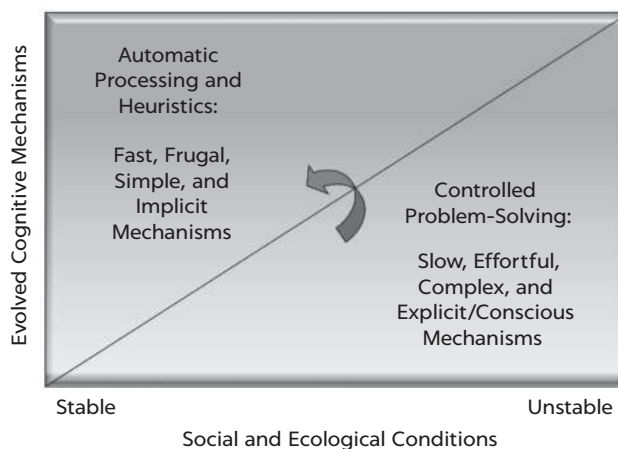 Evolved Cognitive Mechanisms
Automatic
Processing and
Heuristics:
Fast, Frugal,
Simple, and
Implicit
Mechanisms
Controlled
Problem-Solving:
Slow, Effortful,
Complex, and
Explicit/Conscious
Mechanisms
Stable
Unstable
Social and Ecological Conditions